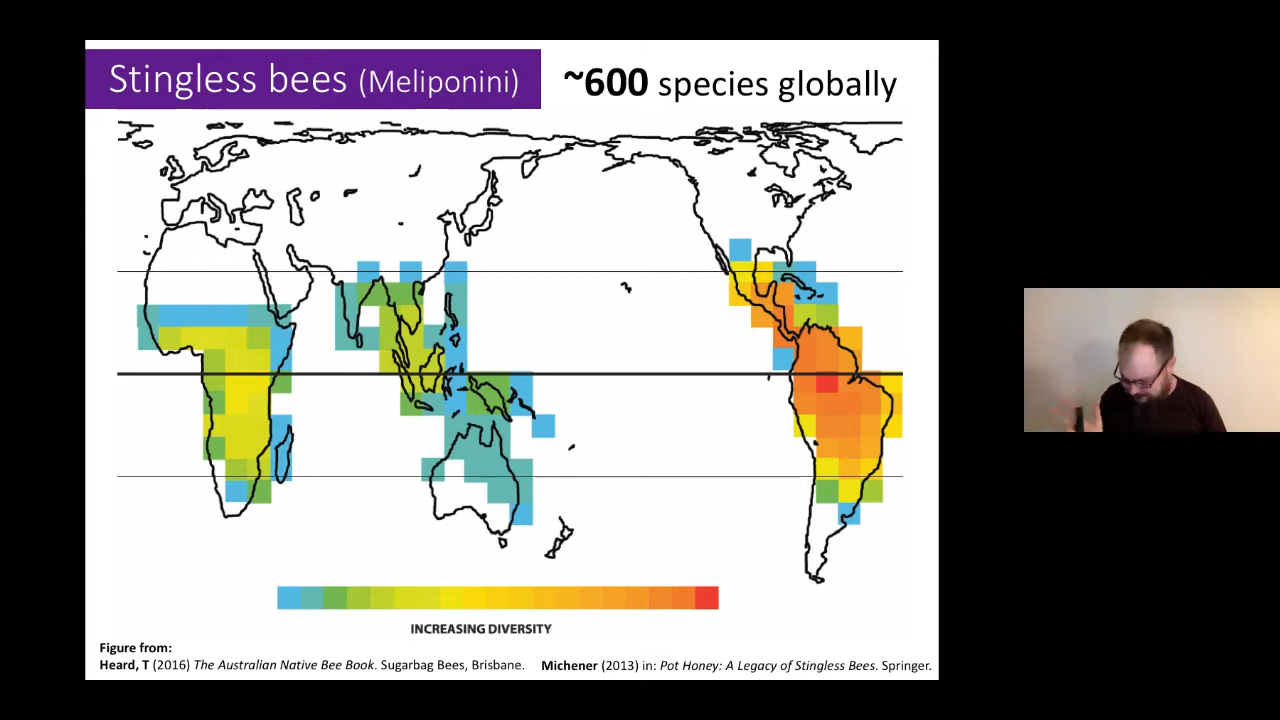 Stingless bees (Meliponini)
~600 species globally
INCREASING DIVERSITY
Figure from:
Heard, T (2016) The Australian Native Bee Book. Sugarbag Bees, Brisbane.
Michener (2013) in: Pot Honey: A Legacy of Stingless Bees. Springer.